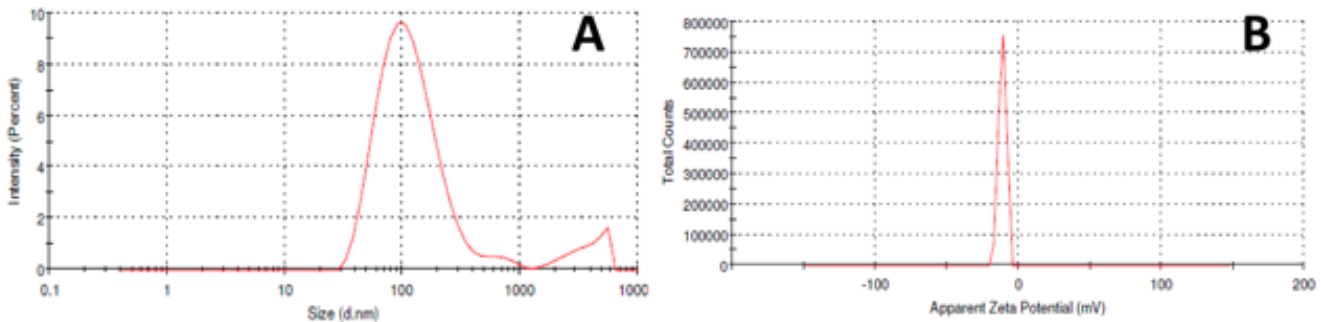 A
Intensity (Percent)
10
8
6
4
2
0
0.1 1 10 100 1000 1000
Size (d.nm)
B
Total Counts
800000
700000
600000
500000
400000
300000
200000
100000
0
-100 0 100 200
Apparent Zeta Potential (mV)